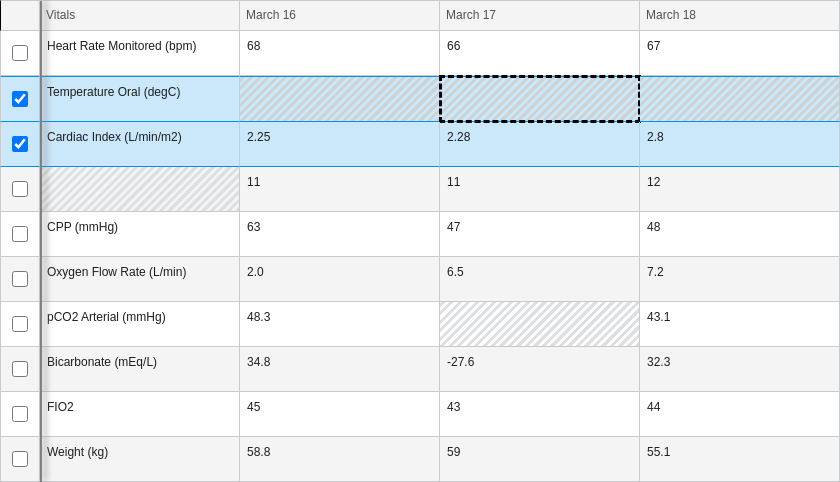 Vitals March 16 March 17 March 18
Heart Rate Monitored (bpm) 68 66 67
Temperature Oral (degC)
Cardiac Index (L/min/m2) 2.25 2.28 2.8
11 11 12
CPP (mmHg) 63 47 48
Oxygen Flow Rate (L/min) 2.0 6.5 7.2
pCO2 Arterial (mmHg) 48.3 43.1
Bicarbonate (mEq/L) 34.8 -27.6 32.3
FIO2 45 43 44
Weight (kg) 58.8 59 55.1